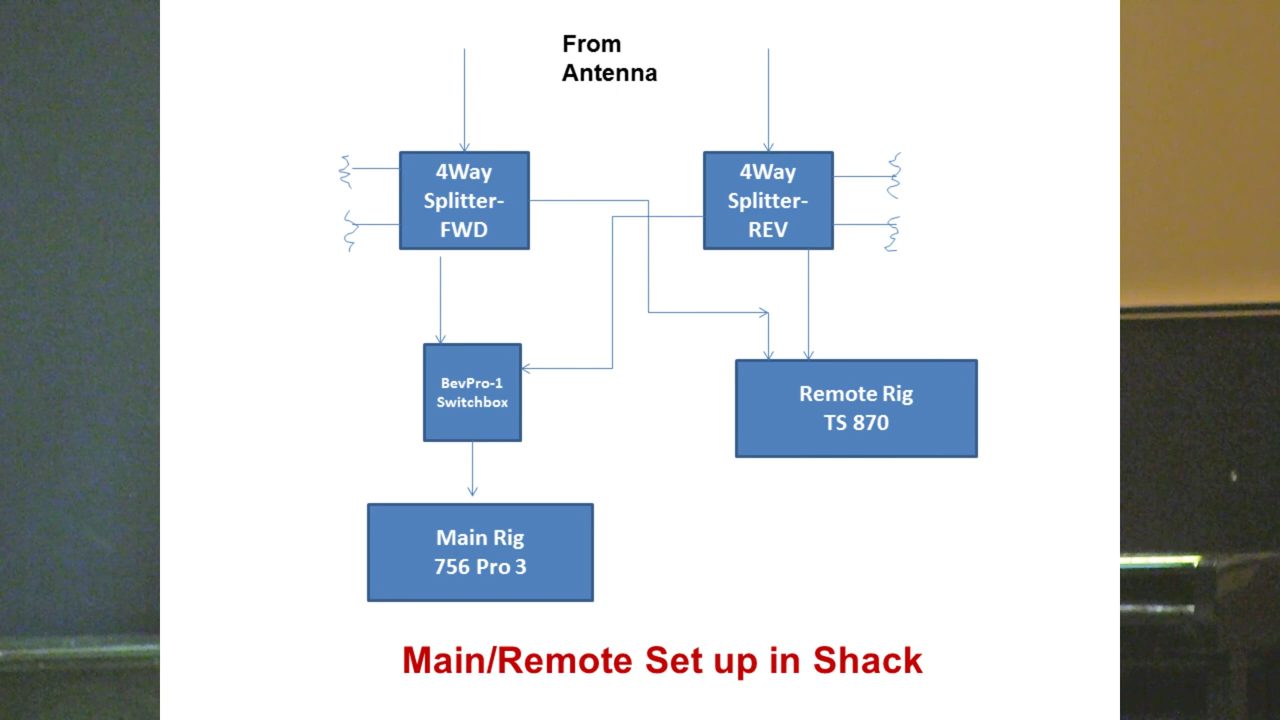 From
Antenna
4Way
Splitter-
FWD
4Way
Splitter-
REV
BevPro-1
Switchbox
Remote Rig
TS 870
Main Rig
756 Pro 3
Main/Remote Set up in Shack